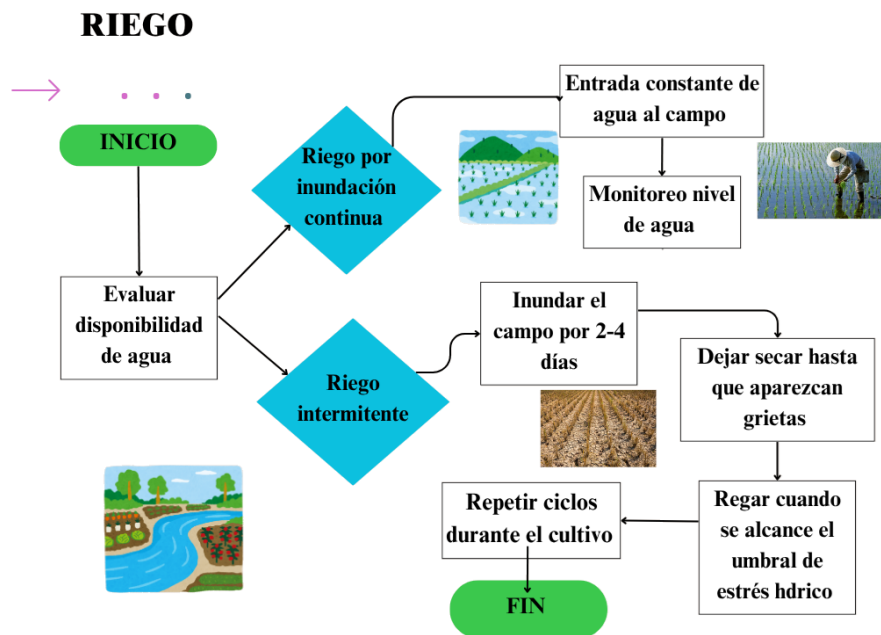 RIEGO
INICIO
Evaluar
disponibilidad
de agua
Riego por
inundación
continua
Entrada constante de
agua al campo
Monitoreo nivel
de agua
Riego
intermitente
Inundar el
campo por 2-4
días
Dejar secar hasta
que aparezcan
grietas
Regar cuando
se alcance el
umbral de
estrés hdrico
Repetir ciclos
durante el cultivo
FIN